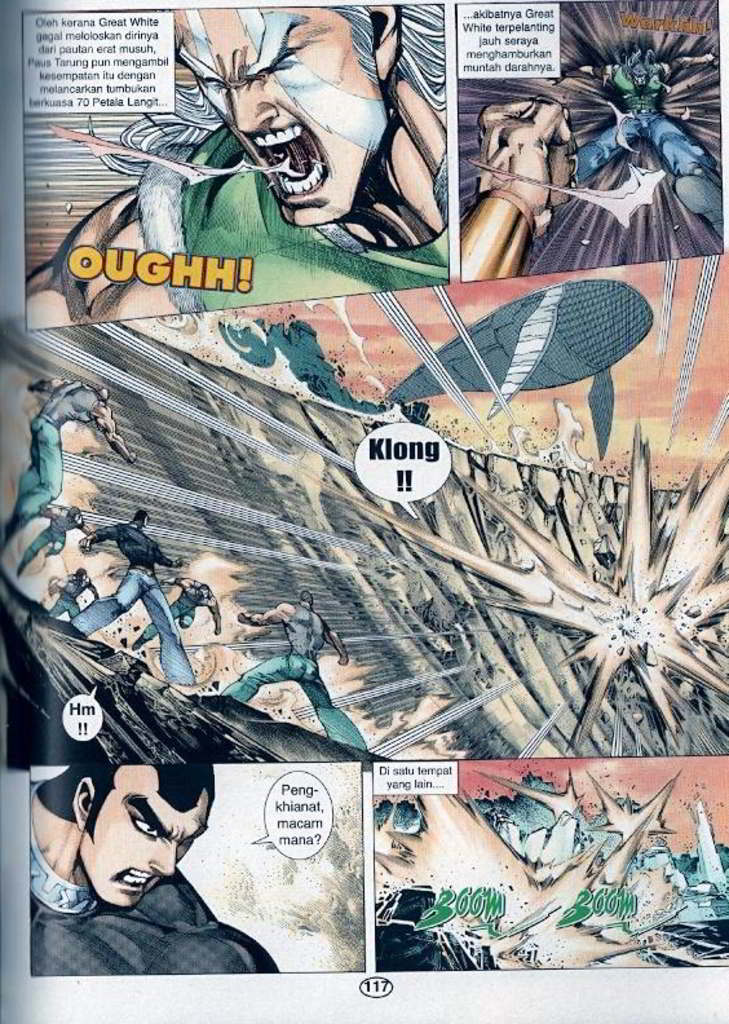 Oleh kerana Great White
gagal meloloskan dirinya
dari pautan erat musuh,
Paus Tarung pun mengambil
kesempatan itu dengan
melancarkan tumbukan
berkuasa 70 Petala Langit...
...akibatnya Great
White terpelanting
jauh seraya
menghamburkan
muntah darahnya.
OUGHH!
Klong
!!
Hm
!!
Peng-
khianat,
macam
mana?
Di satu tempat
yang lain....
BOOM
BOOM
117